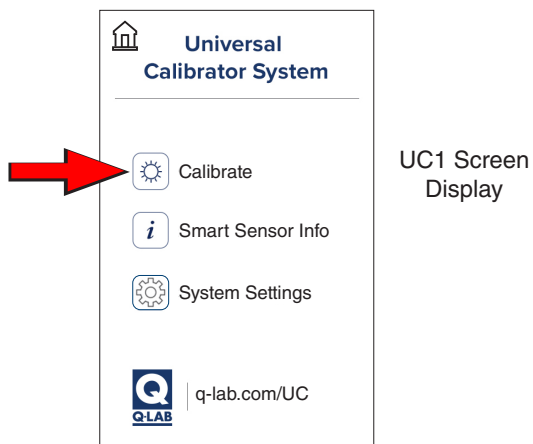 Universal
Calibrator System
Calibrate
UC1 Screen
Display
i Smart Sensor Info
System Settings
Q
Q-LAB
q-lab.com/UC